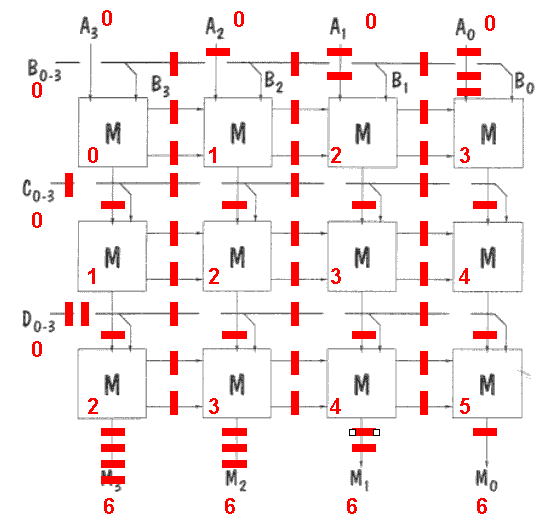 A3 0 A2 0 A1 0 A0 0
B0-3 B3 B2 B1 B0
0
M M M M
0 1 2 3
C0-3
0
M M M M
1 2 3 4
D0-3
0
M M M M
2 3 4 5
M3 M2 M1 M0
6 6 6 6